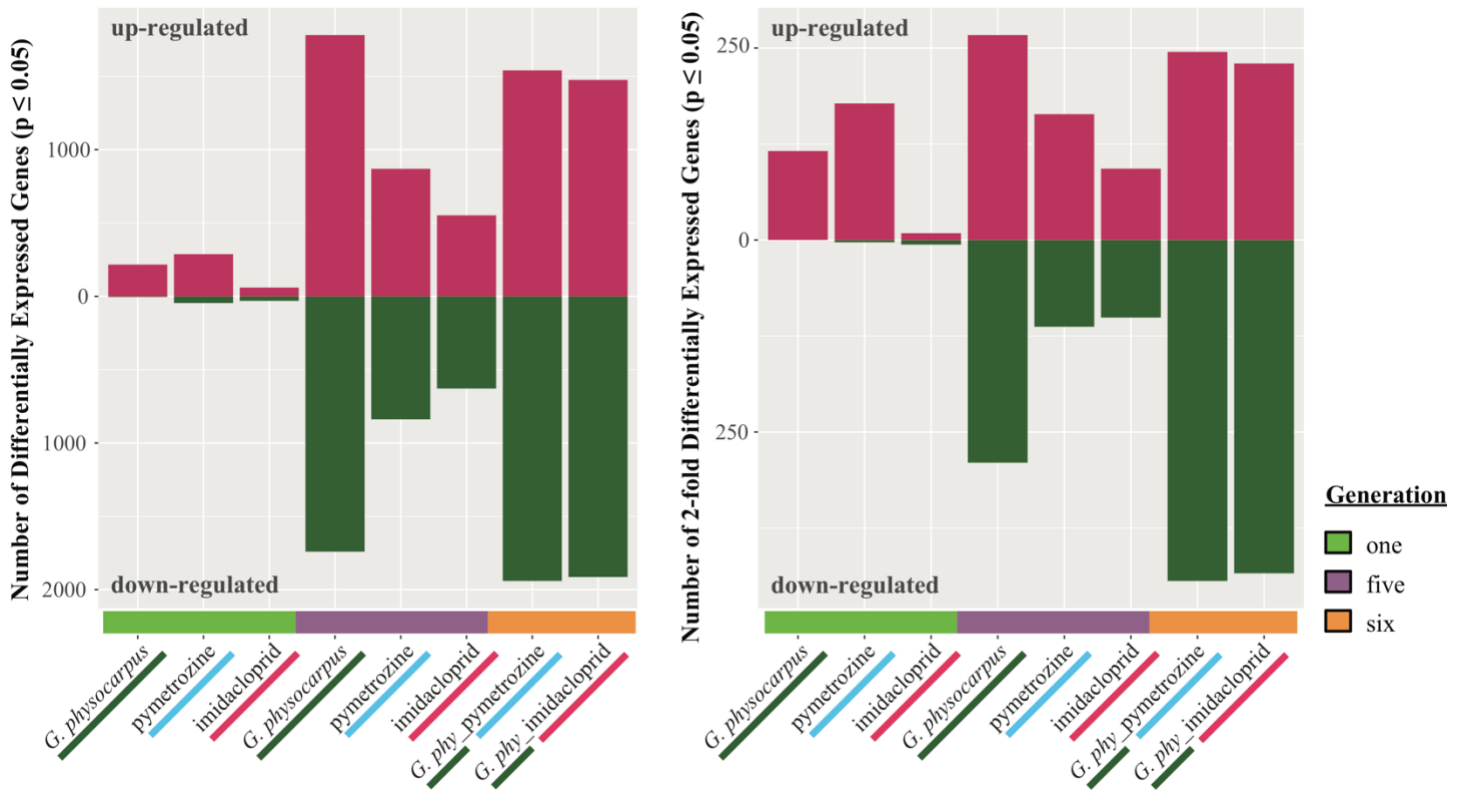 Number of Differentially Expressed Genes (p ≤ 0.05)
up-regulated
1000
0
1000
2000
down-regulated
G. physocarpus
pymetrozine
imidacloprid
G. physocarpus
pymetrozine
imidacloprid
G. phy_pymetrozine
G. phy_imidacloprid
Number of 2-fold Differentially Expressed Genes (p ≤ 0.05)
up-regulated
250
0
250
down-regulated
G. physocarpus
pymetrozine
imidacloprid
G. physocarpus
pymetrozine
imidacloprid
G. phy_pymetrozine
G. phy_imidacloprid
Generation
one
five
six